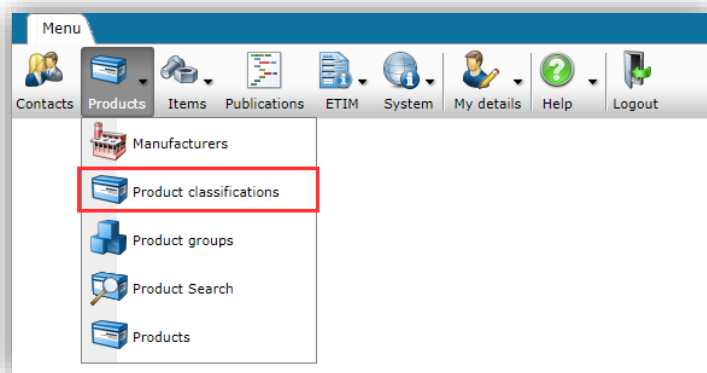 Menu
Contacts Products Items Publications ETIM System My details Help Logout
Manufacturers
Product classifications
Product groups
Product Search
Products